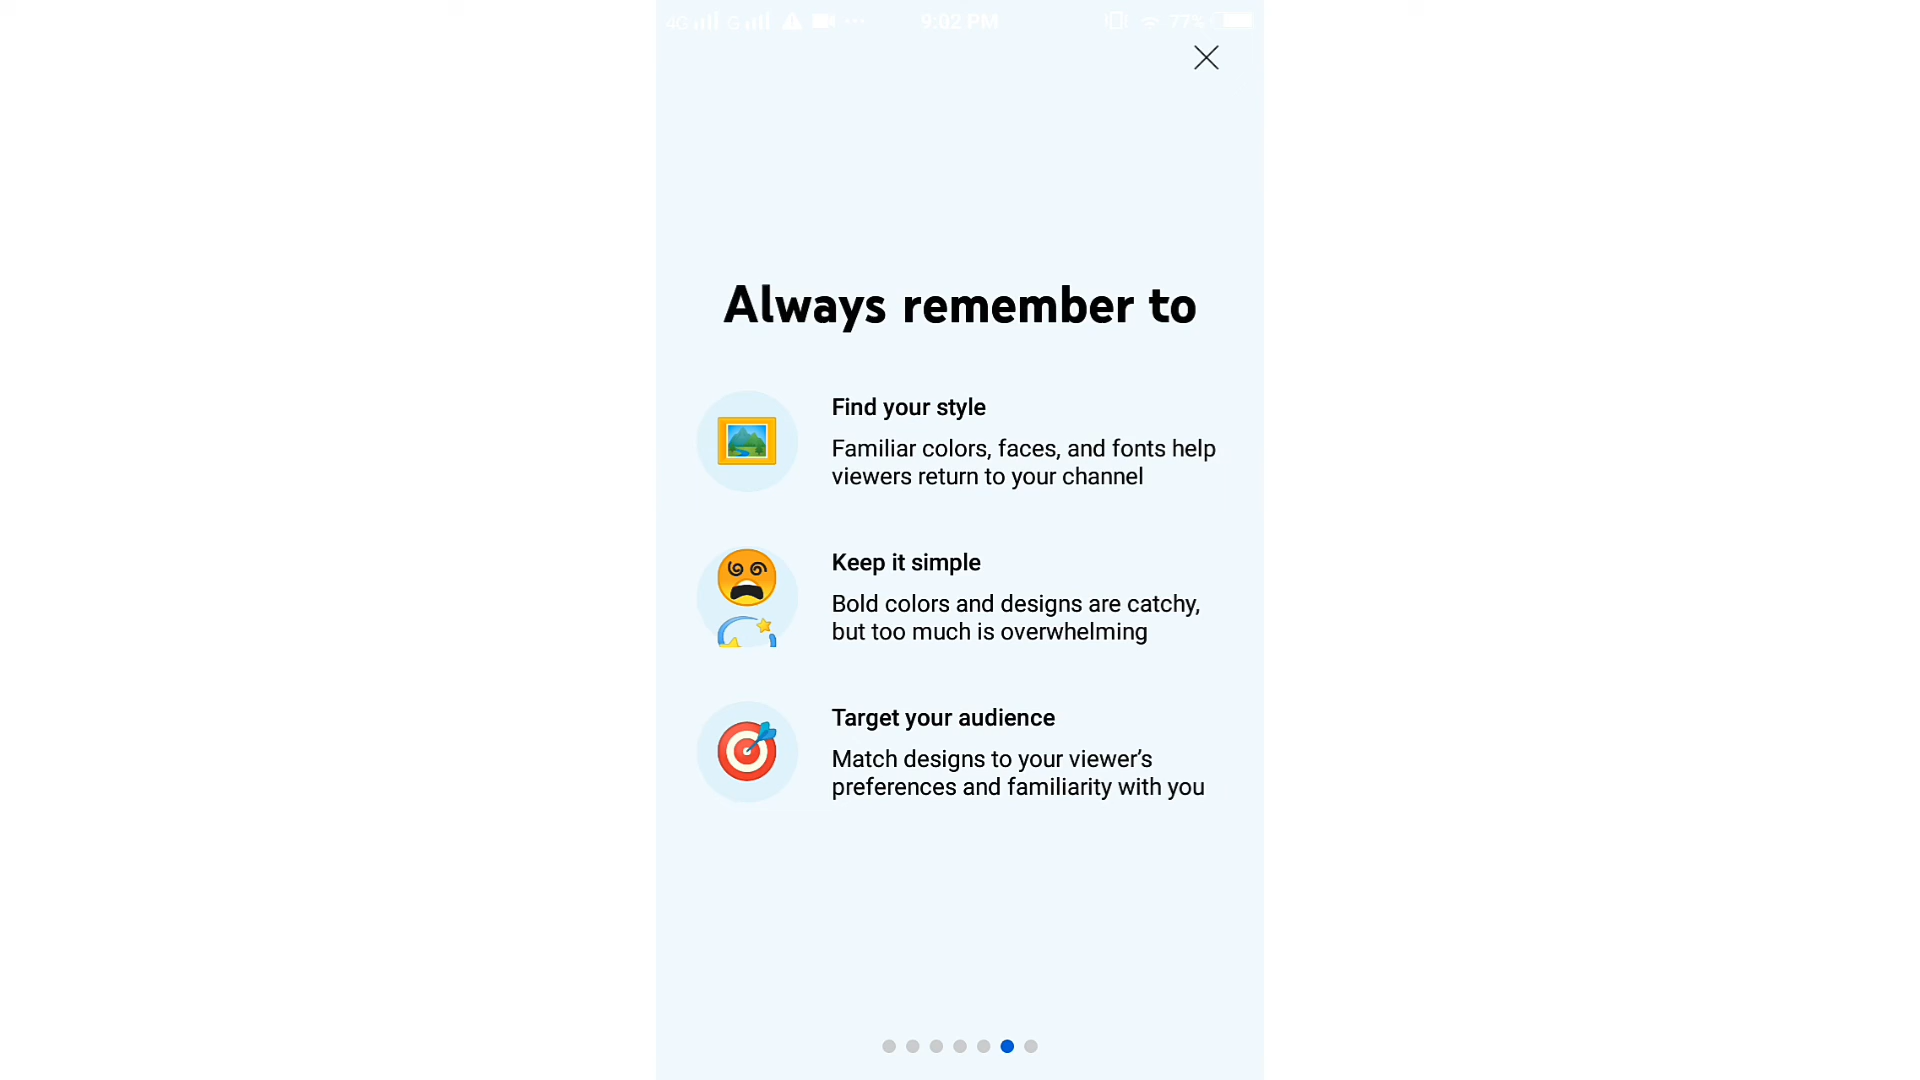 4G G 9:02 PM 77%
Always remember to
Find your style
Familiar colors, faces, and fonts help
viewers return to your channel
Keep it simple
Bold colors and designs are catchy,
but too much is overwhelming
Target your audience
Match designs to your viewer’s
preferences and familiarity with you